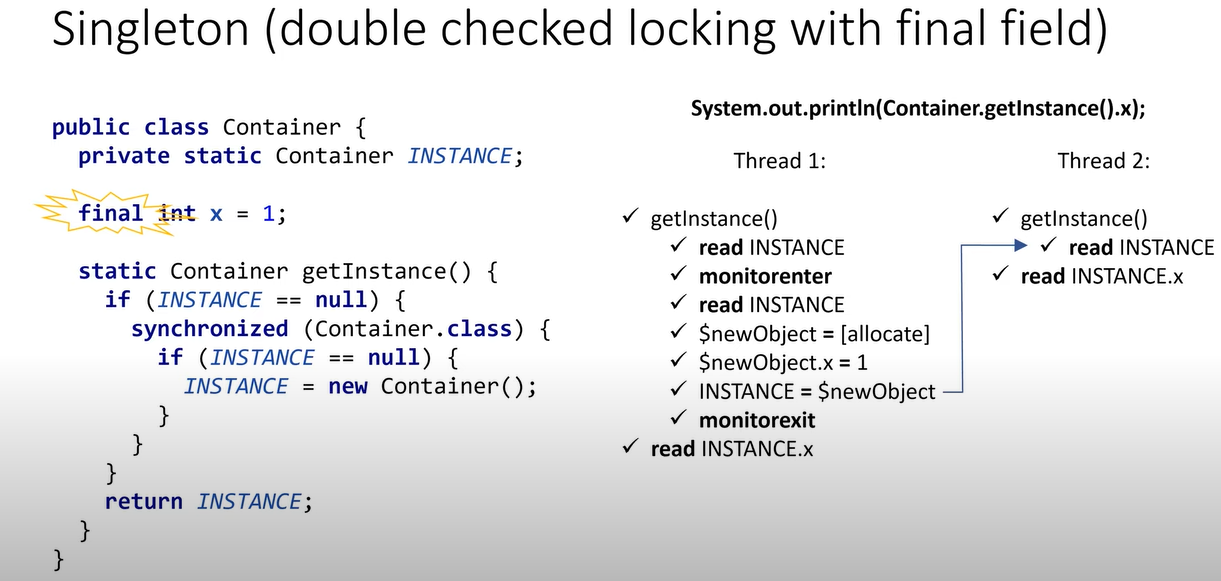 Singleton (double checked locking with final field)
public class Container {
private static Container INSTANCE;
final int x = 1;
static Container getInstance() {
if (INSTANCE == null) {
synchronized (Container.class) {
if (INSTANCE == null) {
INSTANCE = new Container();
}
}
}
return INSTANCE;
}
}
System.out.println(Container.getInstance().x);
Thread 1:
✓ getInstance()
✓ read INSTANCE
✓ monitorenter
✓ read INSTANCE
✓ $newObject = [allocate]
✓ $newObject.x = 1
✓ INSTANCE = $newObject
✓ monitorexit
✓ read INSTANCE.x
Thread 2:
✓ getInstance()
✓ read INSTANCE
✓ read INSTANCE.x